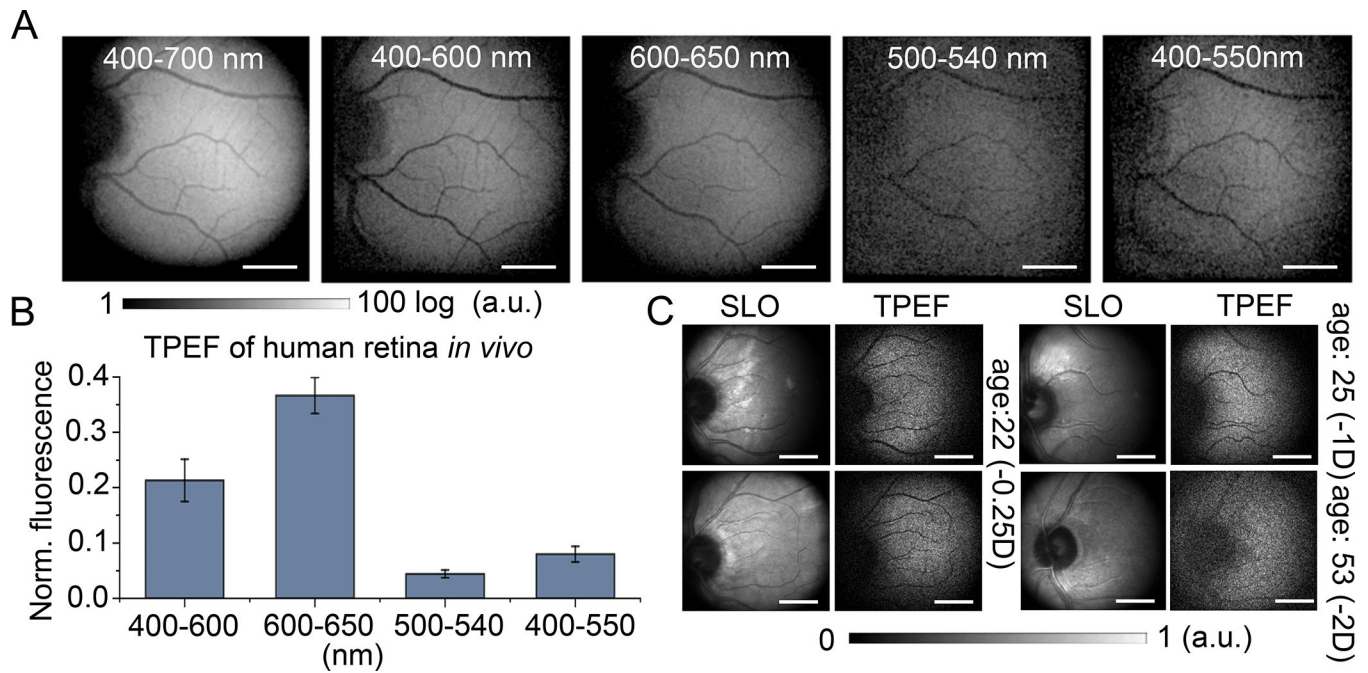 A
400-700 nm
400-600 nm
600-650 nm
500-540 nm
400-550nm
1
100 log (a.u.)
B
TPEF of human retina in vivo
Norm. fluorescence
0.4
0.3
0.2
0.1
0.0
400-600
600-650
500-540
400-550
(nm)
C
SLO
TPEF
SLO
TPEF
age:22 (-0.25D)
age: 25 (-1D)
age: 53 (-2D)
0
1 (a.u.)